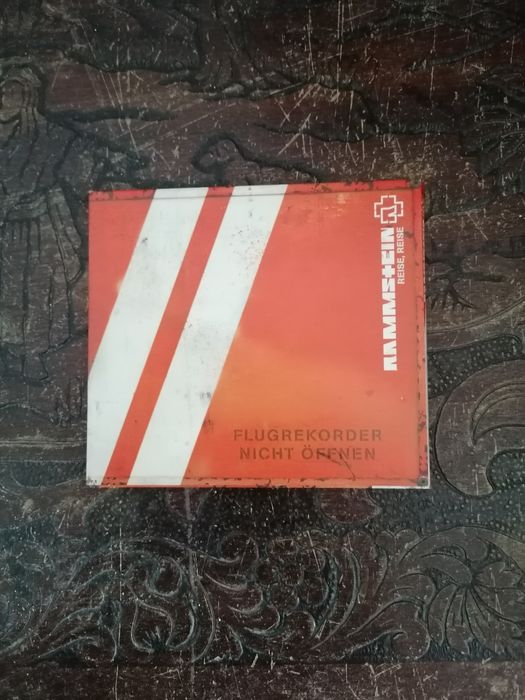 RAMMSTEIN
REISE, REISE
FLUGREKORDER
NICHT ÖFFNEN